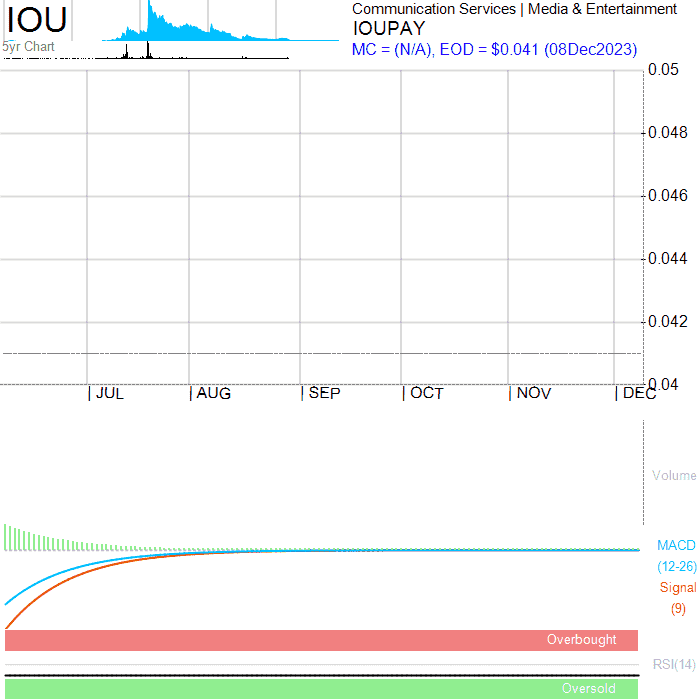 IOU
5yr Chart
Communication Services | Media & Entertainment
IOUPAY
MC = (N/A), EOD = $0.041 (08Dec2023)
0.05
0.048
0.046
0.044
0.042
0.04
| JUL | AUG | SEP | OCT | NOV | DEC
Volume
MACD
(12-26)
Signal
(9)
Overbought
RSI(14)
Oversold